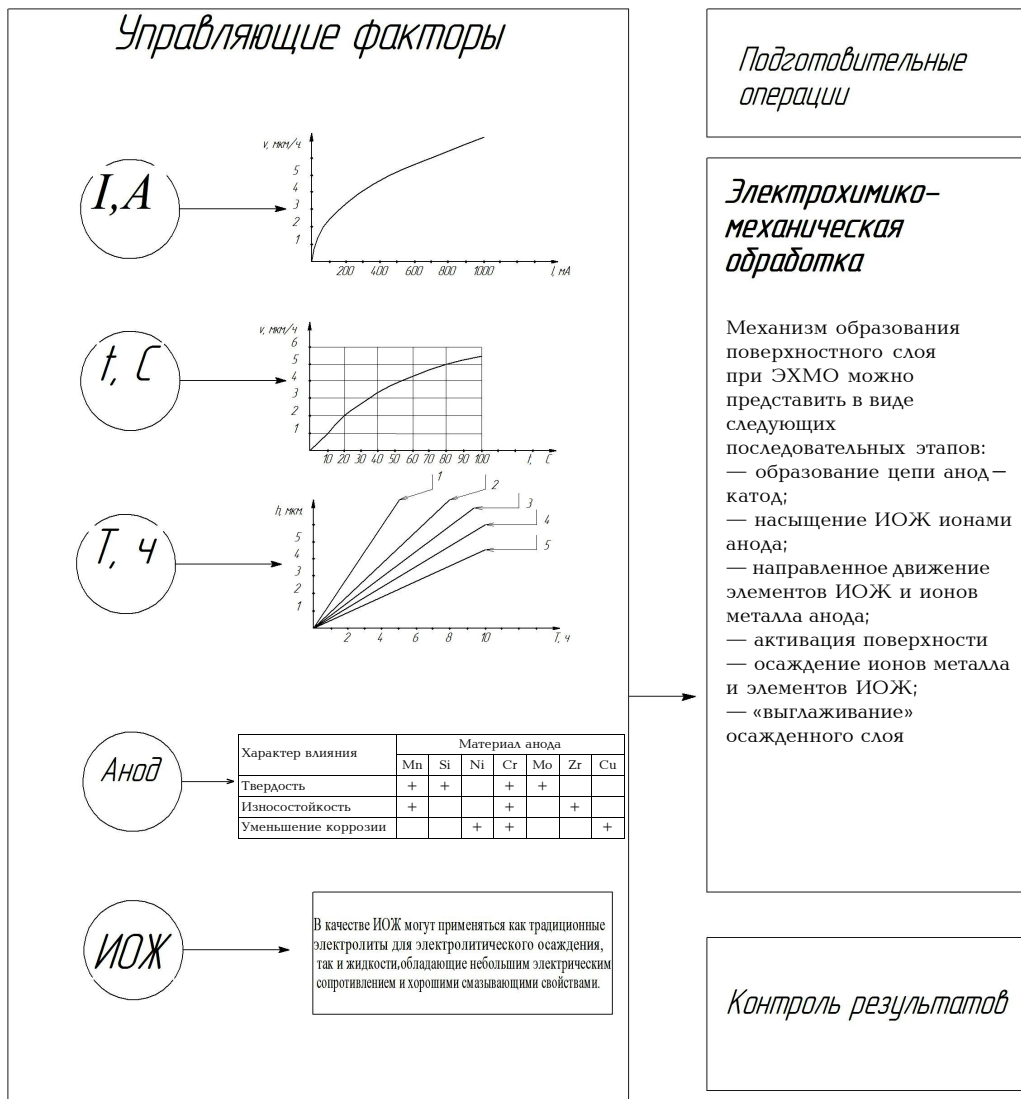 Управляющие факторы
I,А
v, мкм/ч.
5
4
3
2
1
200 400 600 800 1000 I, мА
t, С
v, мкм/ч
6
5
4
3
2
1
10 20 30 40 50 60 70 80 90 100 t, С
Т, ч
h, мкм.
5
4
3
2
1
1
2
3
4
5
2 4 6 8 10 Т, ч
Анод
Характер влияния Материал анода
Mn Si Ni Cr Mo Zr Cu
Твердость + + + +
Износостойкость + + +
Уменьшение коррозии + + +
ИОЖ
В качестве ИОЖ могут применяться как традиционные
электролиты для электролитического осаждения,
так и жидкости,обладающие небольшим электрическим
сопротивлением и хорошими смазывающими свойствами.
Подготовительные
операции
Электрохимико–
механическая
обработка
Механизм образования
поверхностного слоя
при ЭХМО можно
представить в виде
следующих
последовательных этапов:
— образование цепи анод–
катод;
— насыщение ИОЖ ионами
анода;
— направленное движение
элементов ИОЖ и ионов
металла анода;
— активация поверхности
— осаждение ионов металла
и элементов ИОЖ;
— «выглаживание»
осажденного слоя
Контроль результатов